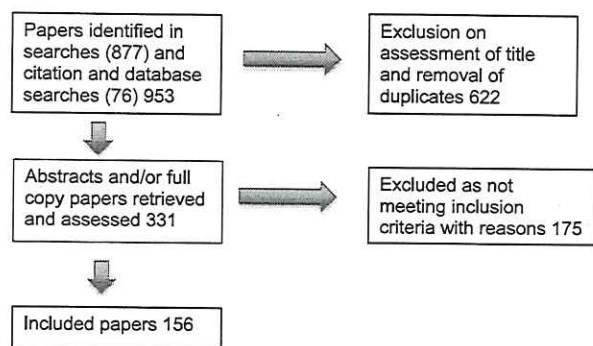 Papers identified in
searches (877) and
citation and database
searches (76) 953
Exclusion on
assessment of title
and removal of
duplicates 622
Abstracts and/or full
copy papers retrieved
and assessed 331
Excluded as not
meeting inclusion
criteria with reasons 175
Included papers 156